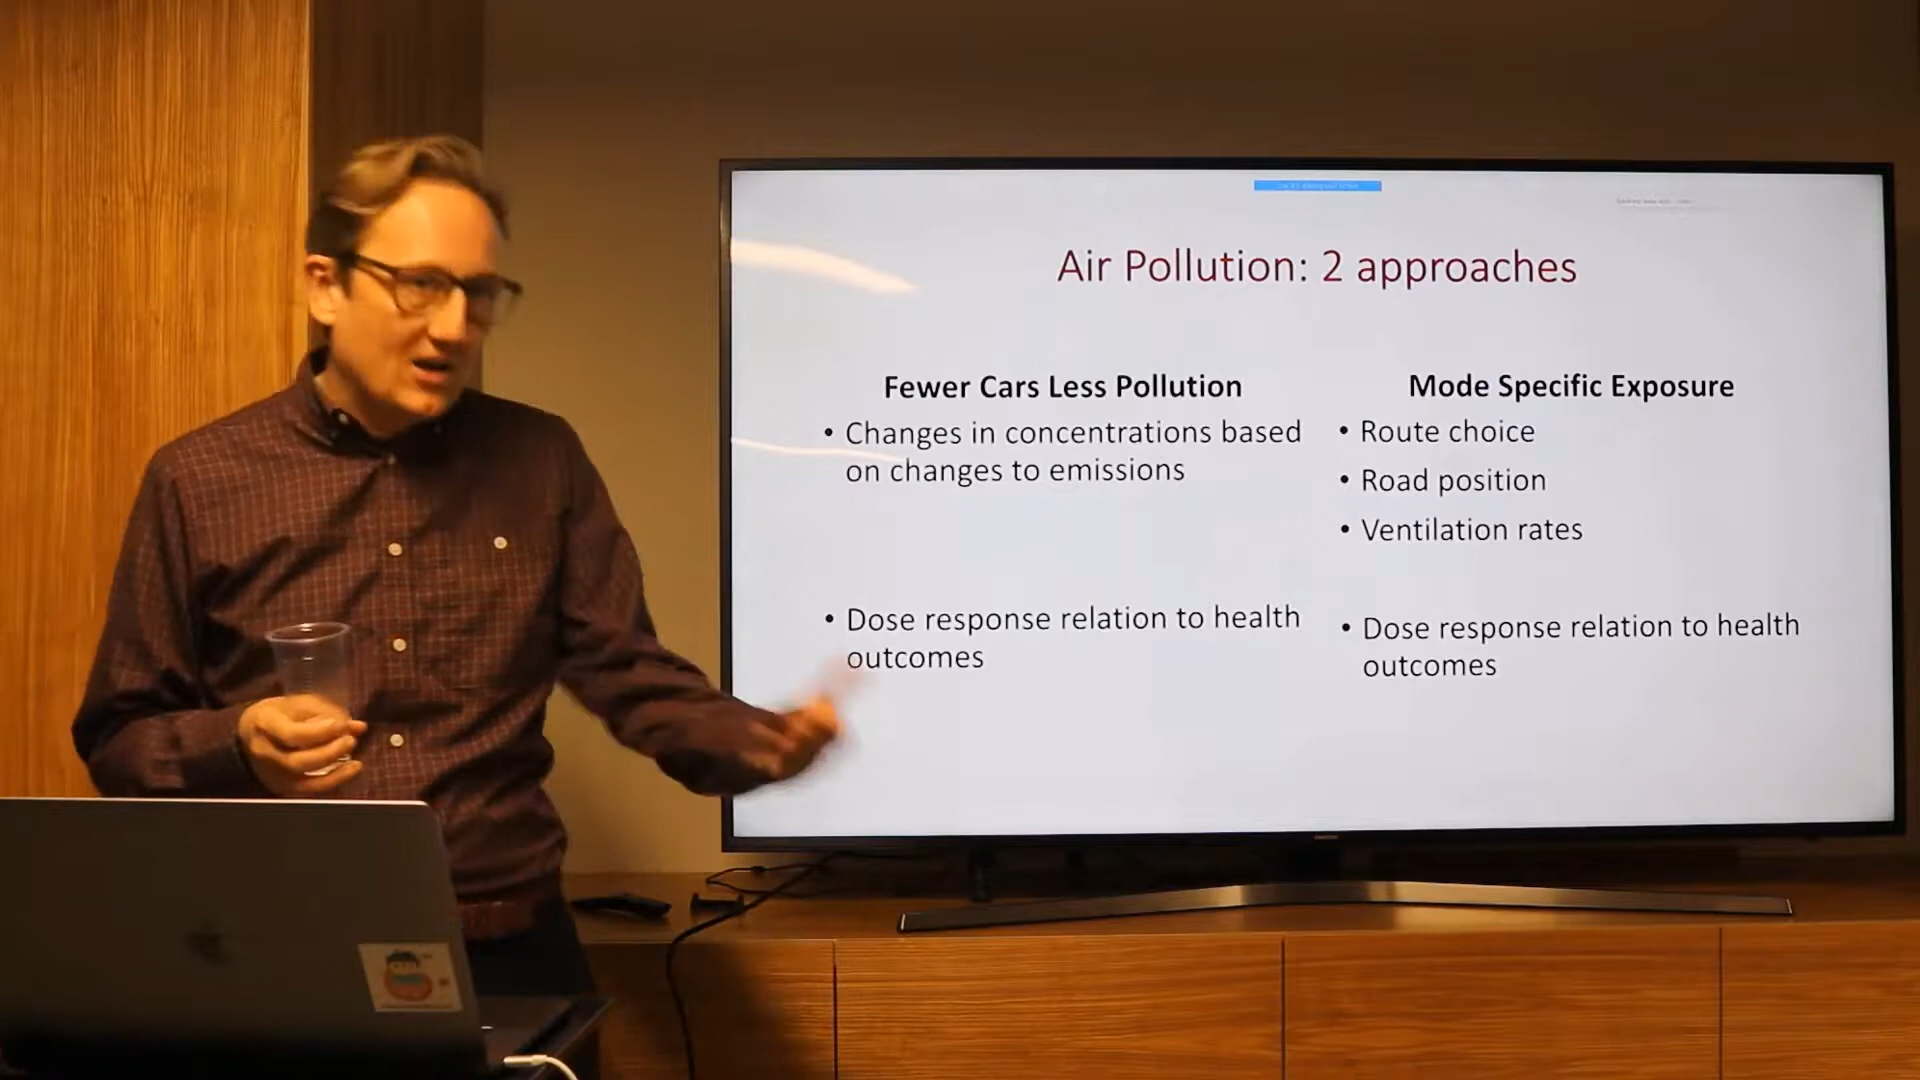 Air Pollution: 2 approaches
Fewer Cars Less Pollution
• Changes in concentrations based
on changes to emissions
• Dose response relation to health
outcomes
Mode Specific Exposure
• Route choice
• Road position
• Ventilation rates
• Dose response relation to health
outcomes